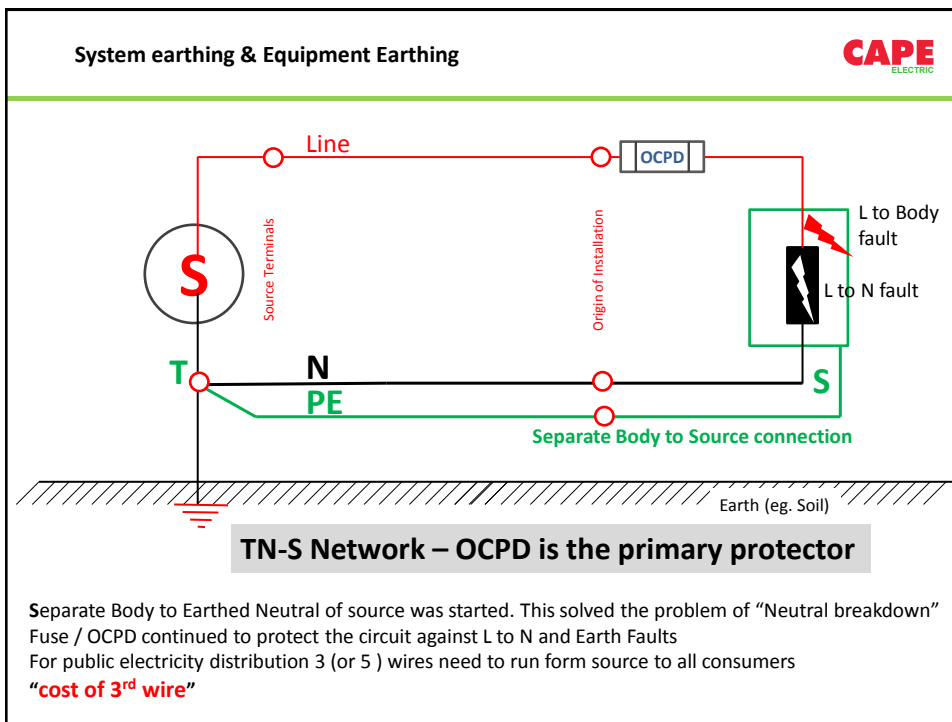 System earthing & Equipment Earthing
CAPE
ELECTRIC
Line
OCPD
Source Terminals
Origin of Installation
L to Body
fault
S
L to N fault
T
N
S
PE
Separate Body to Source connection
Earth (eg. Soil)
TN-S Network – OCPD is the primary protector
Separate Body to Earthed Neutral of source was started. This solved the problem of “Neutral breakdown”
Fuse / OCPD continued to protect the circuit against L to N and Earth Faults
For public electricity distribution 3 (or 5 ) wires need to run form source to all consumers
“cost of 3rd wire”